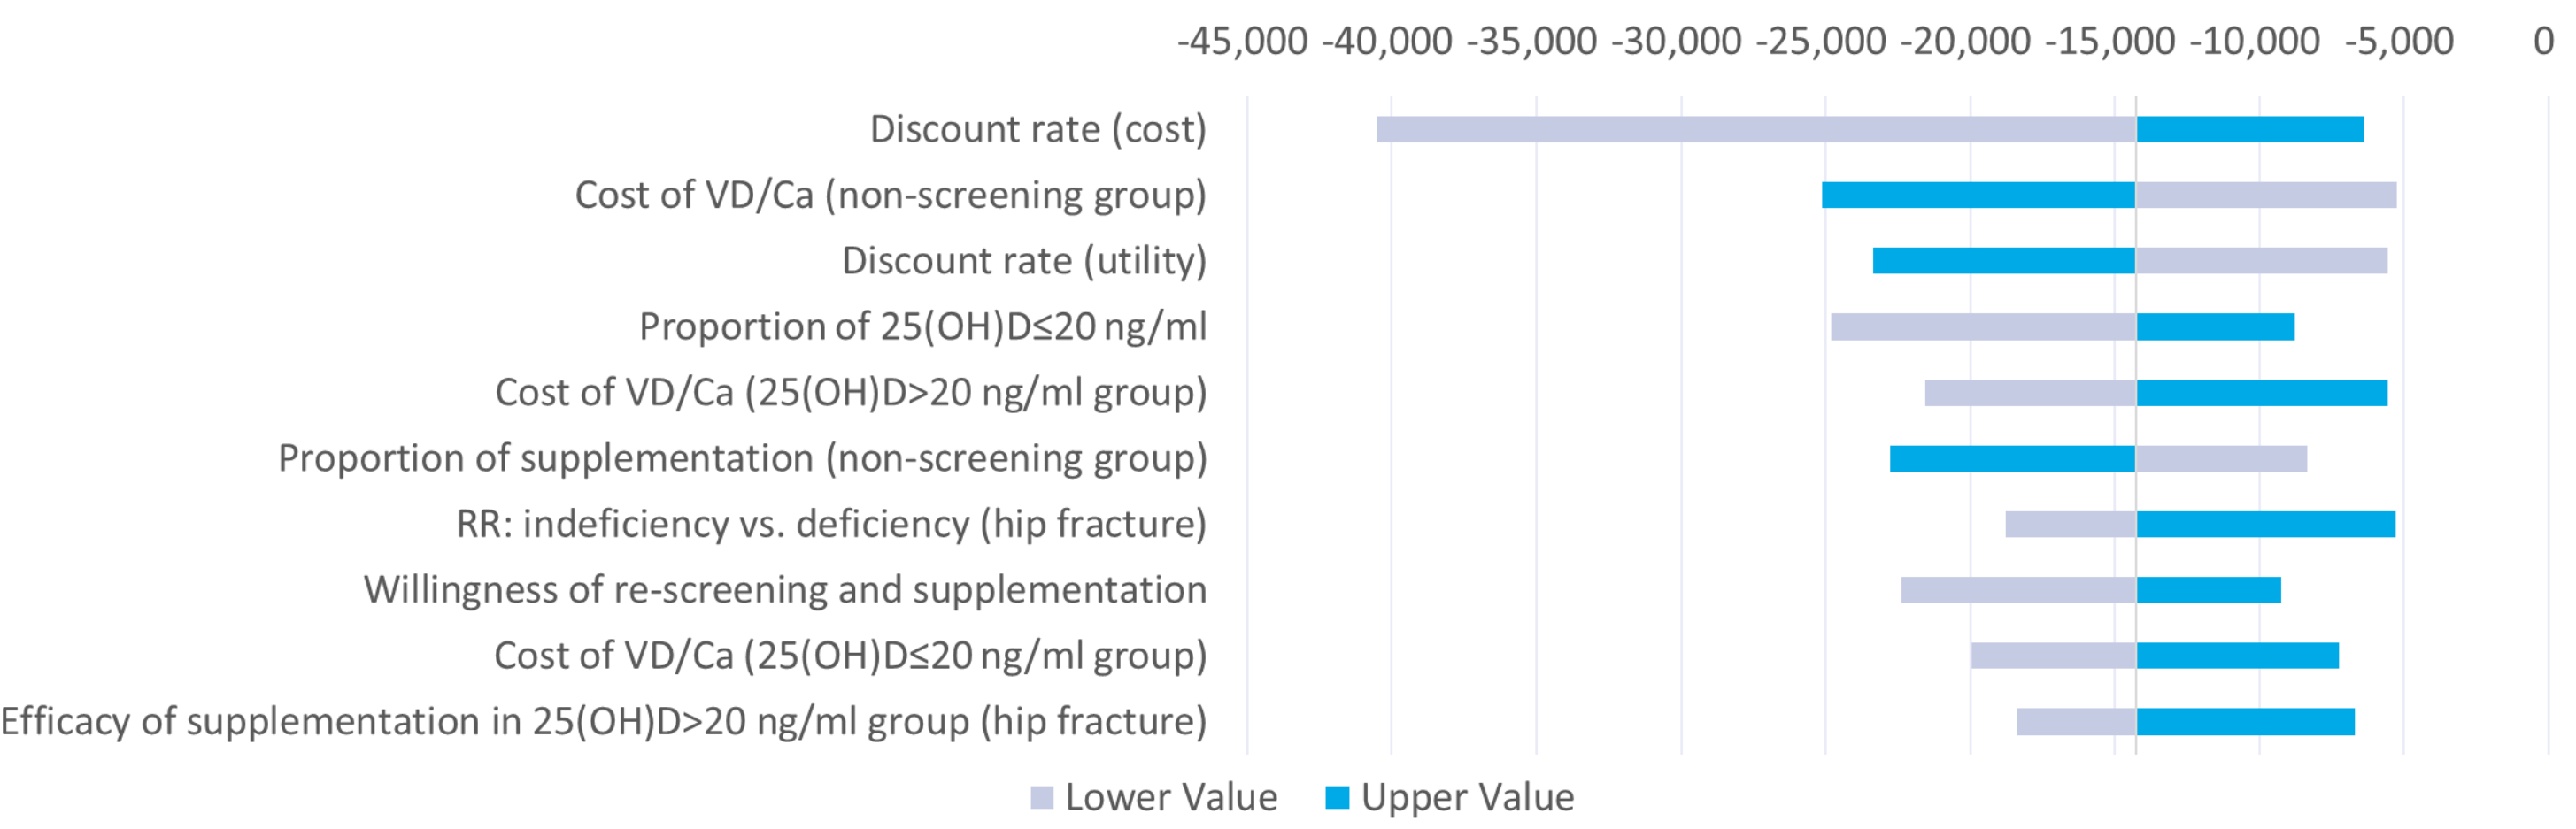 -45,000 -40,000 -35,000 -30,000 -25,000 -20,000 -15,000 -10,000 -5,000 0
Discount rate (cost)
Cost of VD/Ca (non-screening group)
Discount rate (utility)
Proportion of 25(OH)D≤20 ng/ml
Cost of VD/Ca (25(OH)D>20 ng/ml group)
Proportion of supplementation (non-screening group)
RR: indeficiency vs. deficiency (hip fracture)
Willingness of re-screening and supplementation
Cost of VD/Ca (25(OH)D≤20 ng/ml group)
Efficacy of supplementation in 25(OH)D>20 ng/ml group (hip fracture)
Lower Value Upper Value